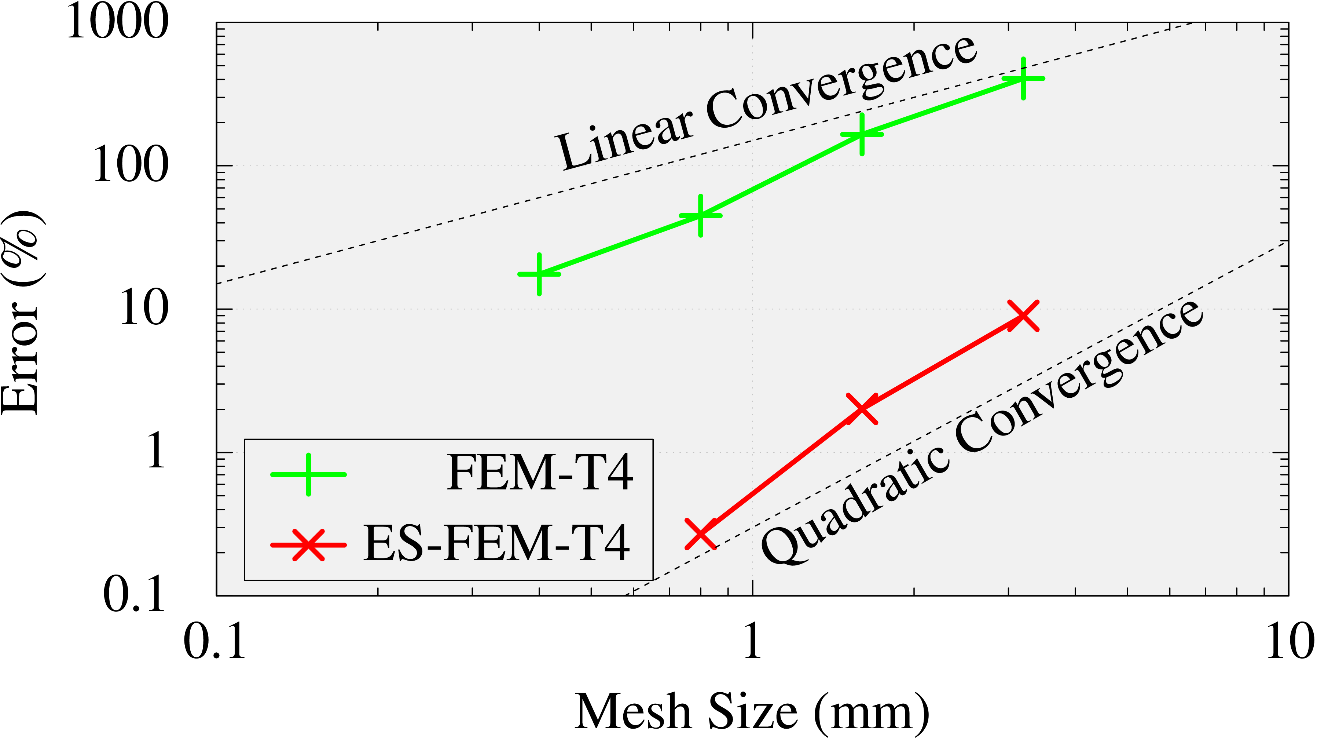 1000
100
10
1
0.1
Error (%)
Linear Convergence
Quadratic Convergence
FEM-T4
ES-FEM-T4
0.1
1
10
Mesh Size (mm)